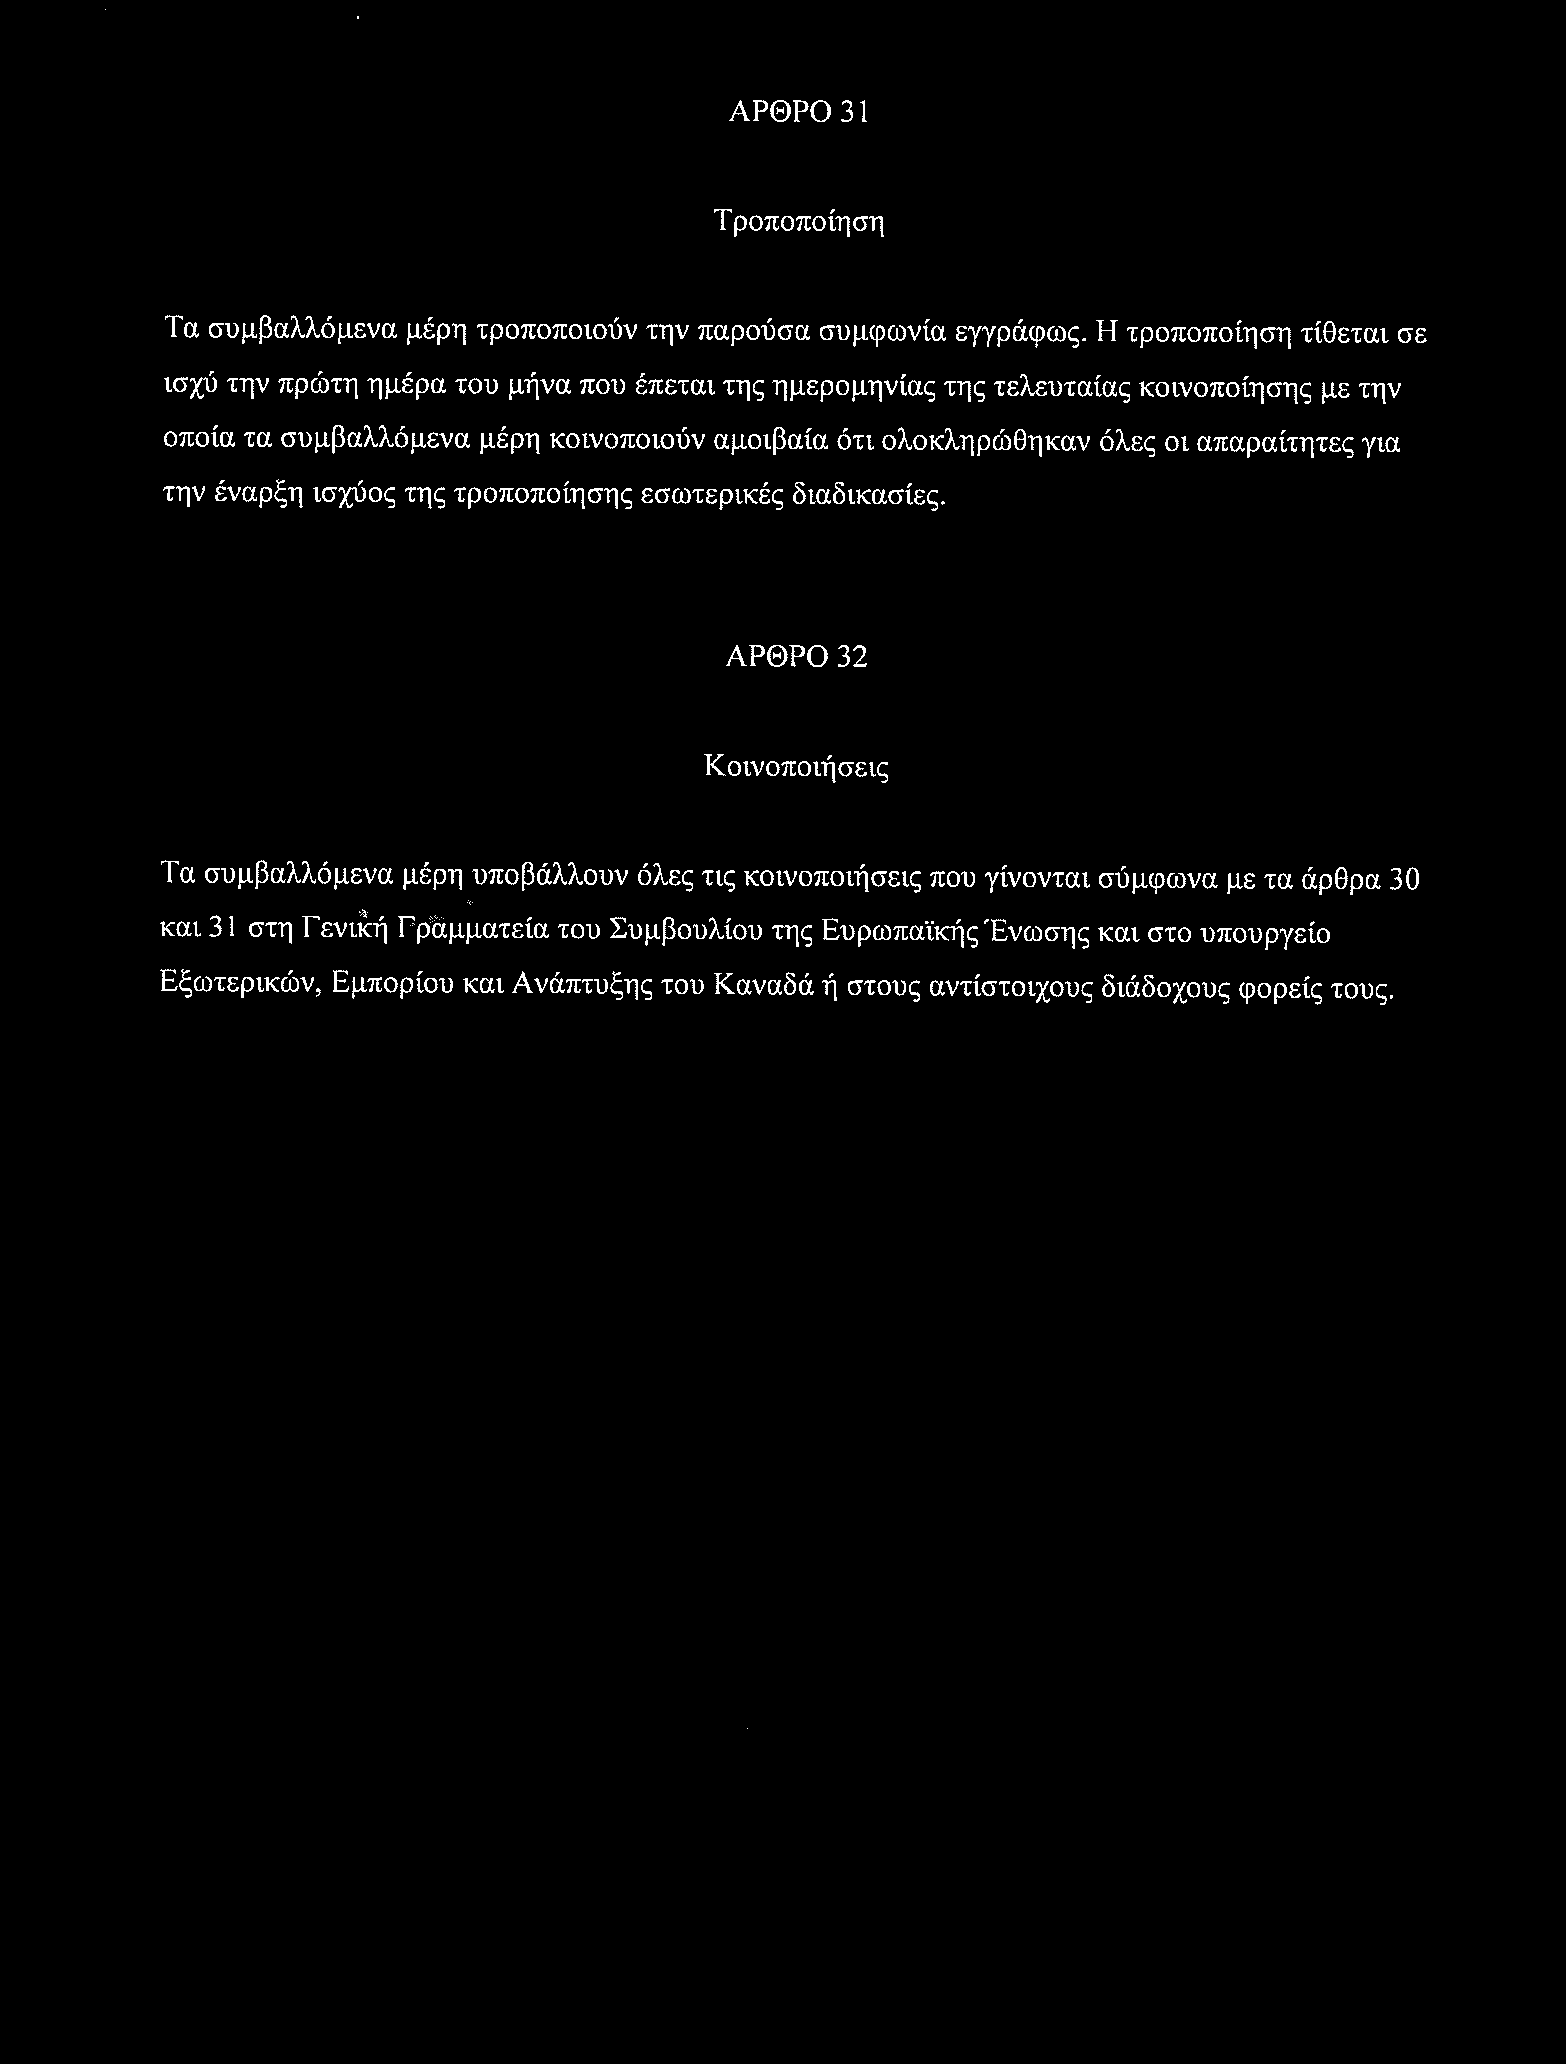 ΑΡΘΡΟ 31
Τροποποίηση
Τα συμβαλλόμενα μέρη τροποποιούν την παρούσα συμφωνία εγγράφως. Η τροποποίηση τίθεται σε
ισχύ την πρώτη ημέρα του μήνα που έπεται της ημερομηνίας της τελευταίας κοινοποίησης με την
οποία τα συμβαλλόμενα μέρη κοινοποιούν αμοιβαία ότι ολοκληρώθηκαν όλες οι απαραίτητες για
την έναρξη ισχύος της τροποποίησης εσωτερικές διαδικασίες.
ΑΡΘΡΟ 32
Κοινοποιήσεις
Τα συμβαλλόμενα μέρη υποβάλλουν όλες τις κοινοποιήσεις που γίνονται σύμφωνα με τα άρθρα 30
και 31 στη Γενική Γραμματεία του Συμβουλίου της Ευρωπαϊκής Ένωσης και στο υπουργείο
Εξωτερικών, Εμπορίου και Ανάπτυξης του Καναδά ή στους αντίστοιχους διάδοχους φορείς τους.